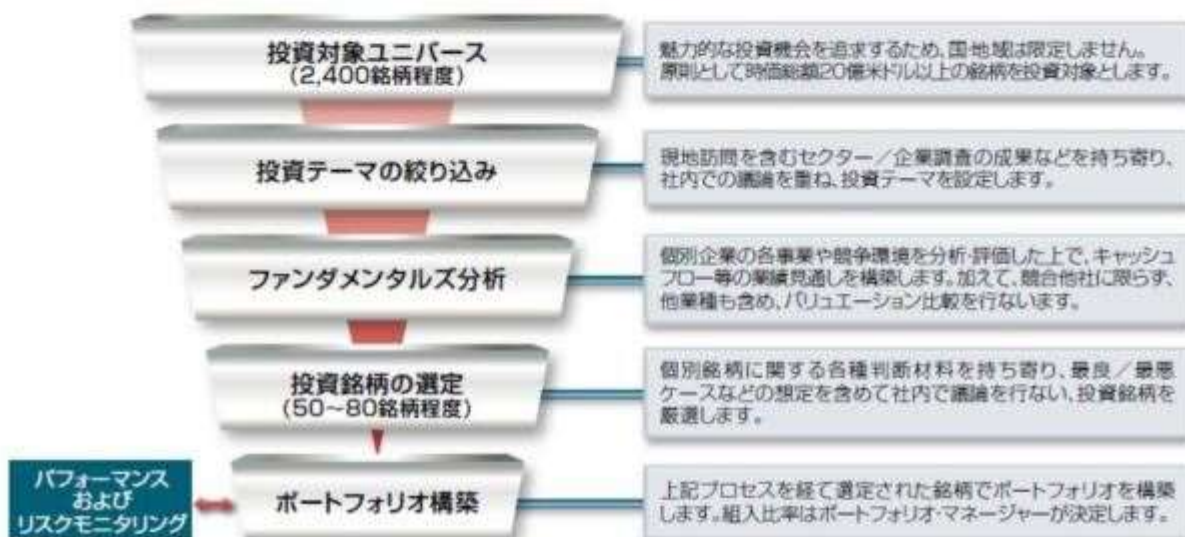 投資対象ユニバース
(2,400銘柄程度)
魅力的な投資機会を追求するため、国・地域は限定しません。
原則として時価総額20億米ドル以上の銘柄を投資対象とします。
投資テーマの絞り込み
現地訪問を含むセクター／企業調査の成果などを持ち寄り、
社内での議論を重ね、投資テーマを設定します。
ファンダメンタルズ分析
個別企業の各事業や競争環境を分析・評価した上で、キャッシュ
フロー等の業績見通しを構築します。加えて、競合他社に限らず、
他業種も含め、バリュエーション比較を行ないます。
投資銘柄の選定
(50～80銘柄程度)
個別銘柄に関する各種判断材料を持ち寄り、最良／最悪
ケースなどの想定を含めて社内で議論を行ない、投資銘柄を
厳選します。
パフォーマンス
および
リスクモニタリング
ポートフォリオ構築
上記プロセスを経て選定された銘柄でポートフォリオを構築
します。組入比率はポートフォリオ・マネージャーが決定します。